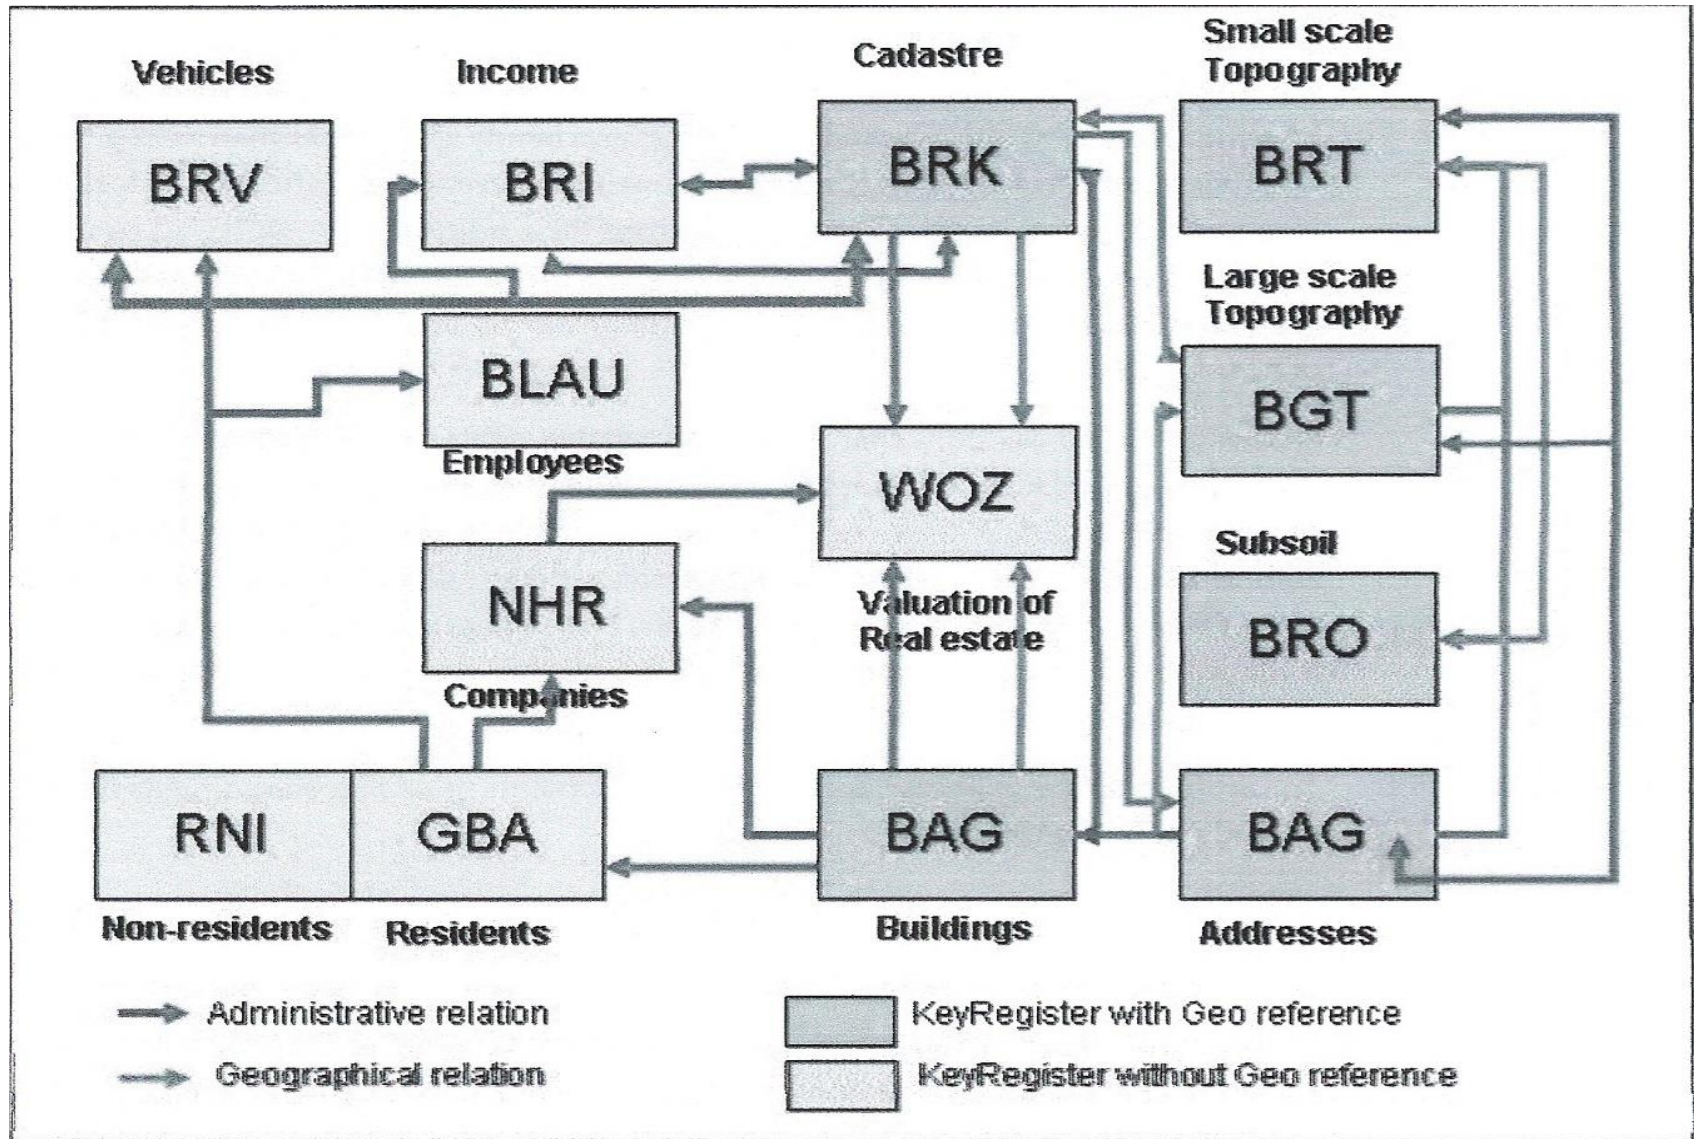 Vehicles
Income
Cadastre
Small scale
Topography
BRV
BRI
BRK
BRT
Large scale
Topography
BLAU
Employees
BGT
WOZ
Valuation of
Real estate
NHR
Companies
Subsoil
BRO
RNI
GBA
BAG
BAG
Non-residents
Residents
Buildings
Addresses
Administrative relation
Geographical relation
KeyRegister with Geo reference
KeyRegister without Geo reference